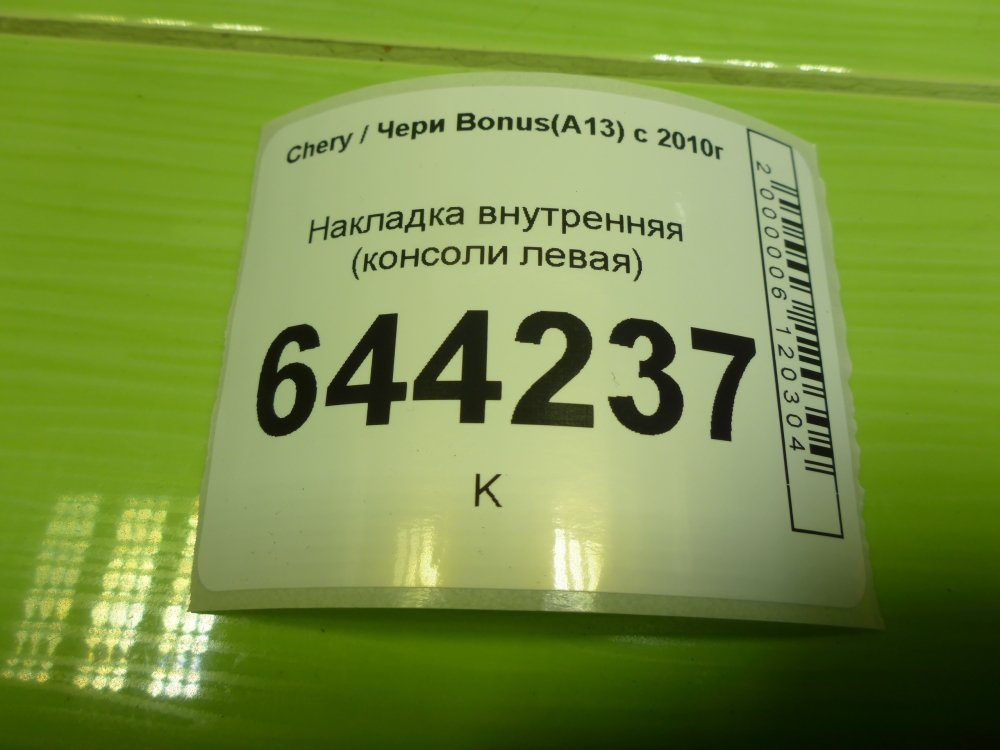 Chery / Чери Bonus(A13) с 2010г
Накладка внутренняя
(консоли левая)
644237
К
2000006120304